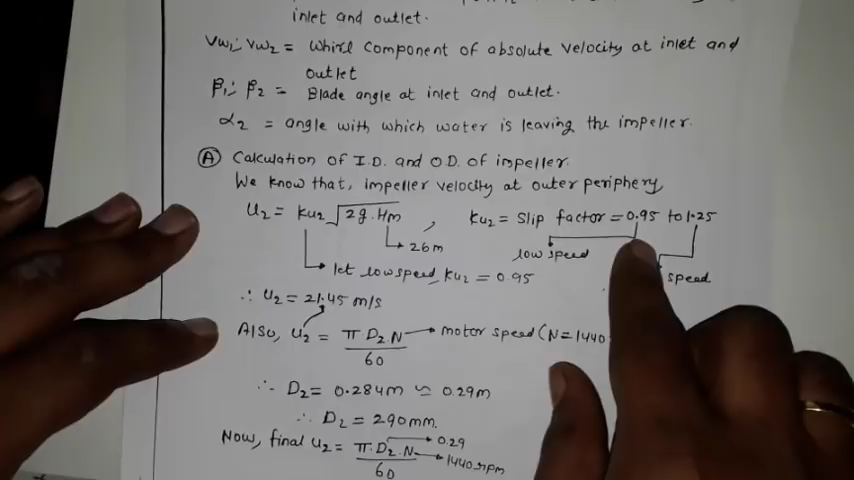 inlet and outlet.
Vw1; Vw2 = whirl component of absolute velocity at inlet and
outlet
β1; β2 = Blade angle at inlet and outlet.
α2 = angle with which water is leaving the impeller.
(A) Calculation of I.D. and O.D. of impeller.
We know that, impeller velocity at outer periphery,
U2 = Ku2 √2g.Hm , Ku2 = slip factor = 0.95 to 1.25
26m low speed speed
let low speed, Ku2 = 0.95
∴ U2 = 21.45 m/s
Also, U2 = π D2.N / 60 → motor speed (N = 1440
∴ D2 = 0.284m ≃ 0.29m
∴ D2 = 290mm.
Now, final U2 = π.D2.N / 60 → 0.29 → 1440 rpm